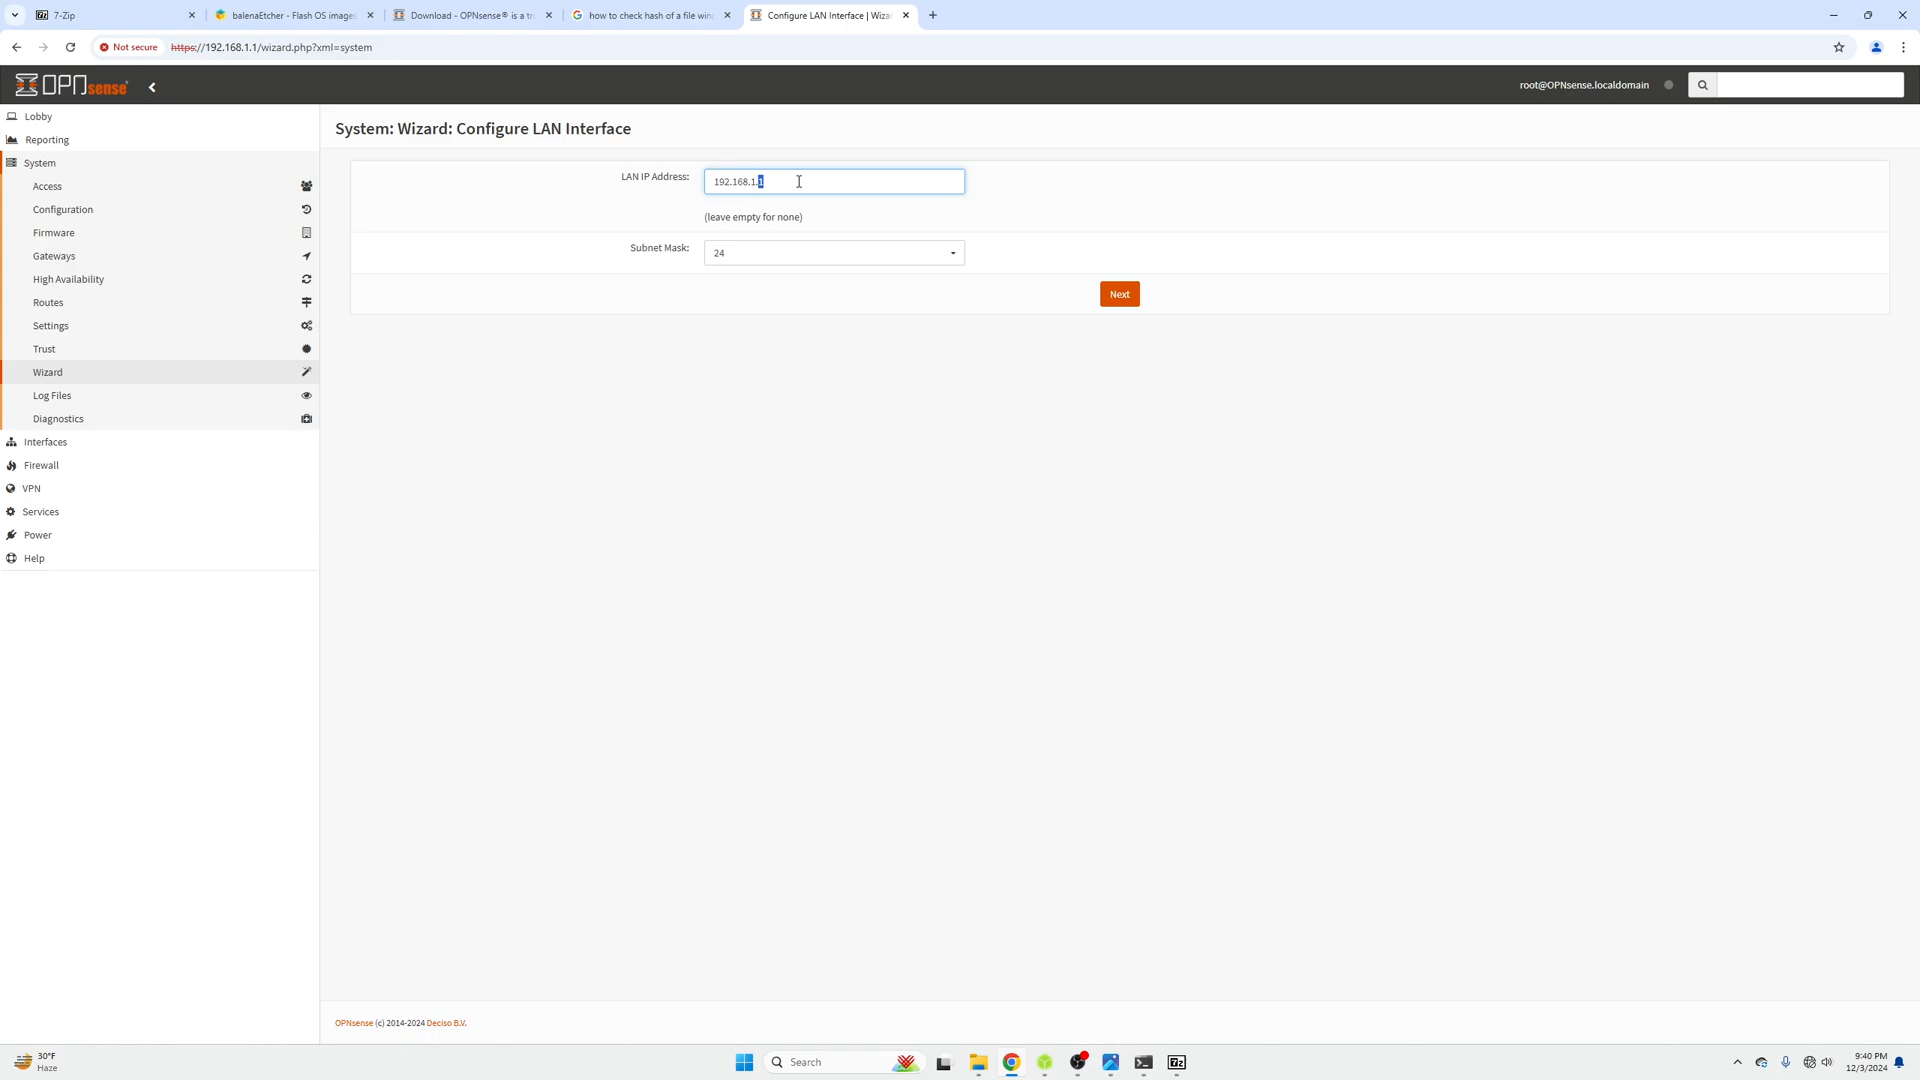 7-Zip
balenaEtcher - Flash OS images
Download - OPNsense® is a tr
how to check hash of a file win
Configure LAN Interface | Wiza
Not secure
https://192.168.1.1/wizard.php?xml=system
OPNsense
root@OPNsense.localdomain
Lobby
Reporting
System
Access
Configuration
Firmware
Gateways
High Availability
Routes
Settings
Trust
Wizard
Log Files
Diagnostics
Interfaces
Firewall
VPN
Services
Power
Help
System: Wizard: Configure LAN Interface
LAN IP Address:
192.168.1.1
(leave empty for none)
Subnet Mask:
24
Next
OPNsense (c) 2014-2024 Deciso B.V.
30°F
Haze
Search
9:40 PM
12/3/2024